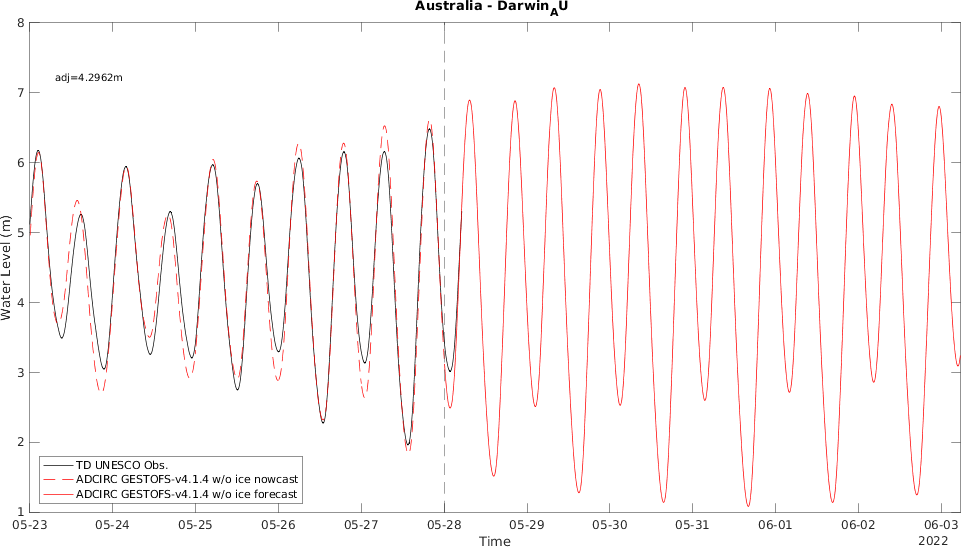 Australia - DarwinAU
8
adj=4.2962m
7
6
5
4
3
2
1
Water Level (m)
TD UNESCO Obs.
ADCIRC GESTOFS-v4.1.4 w/o ice nowcast
ADCIRC GESTOFS-v4.1.4 w/o ice forecast
05-23 05-24 05-25 05-26 05-27 05-28 05-29 05-30 05-31 06-01 06-02 06-03
Time
2022